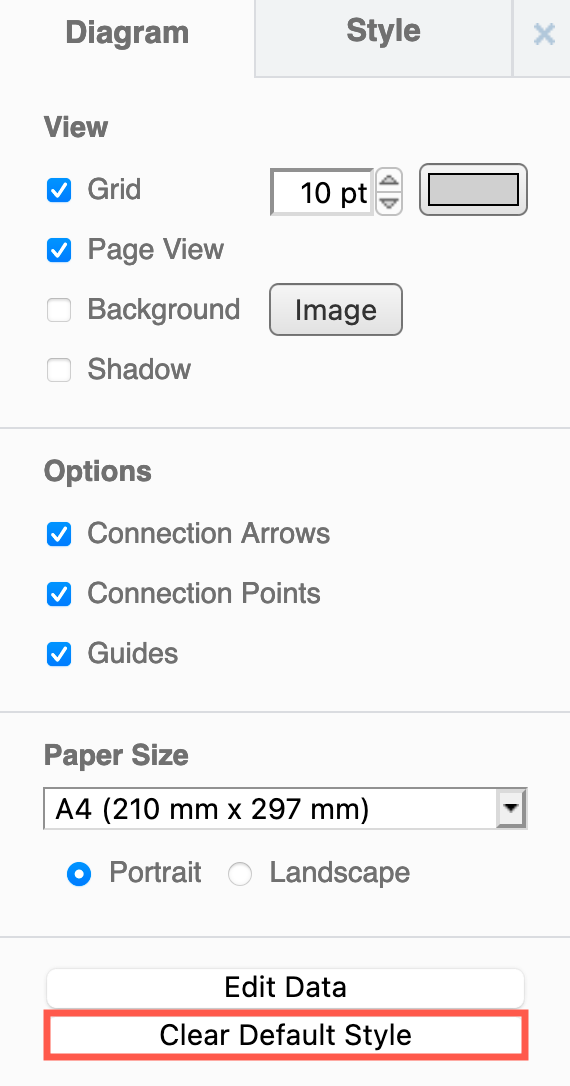 Diagram
Style
View
Grid
10 pt
Page View
Background
Image
Shadow
Options
Connection Arrows
Connection Points
Guides
Paper Size
A4 (210 mm x 297 mm)
Portrait
Landscape
Edit Data
Clear Default Style